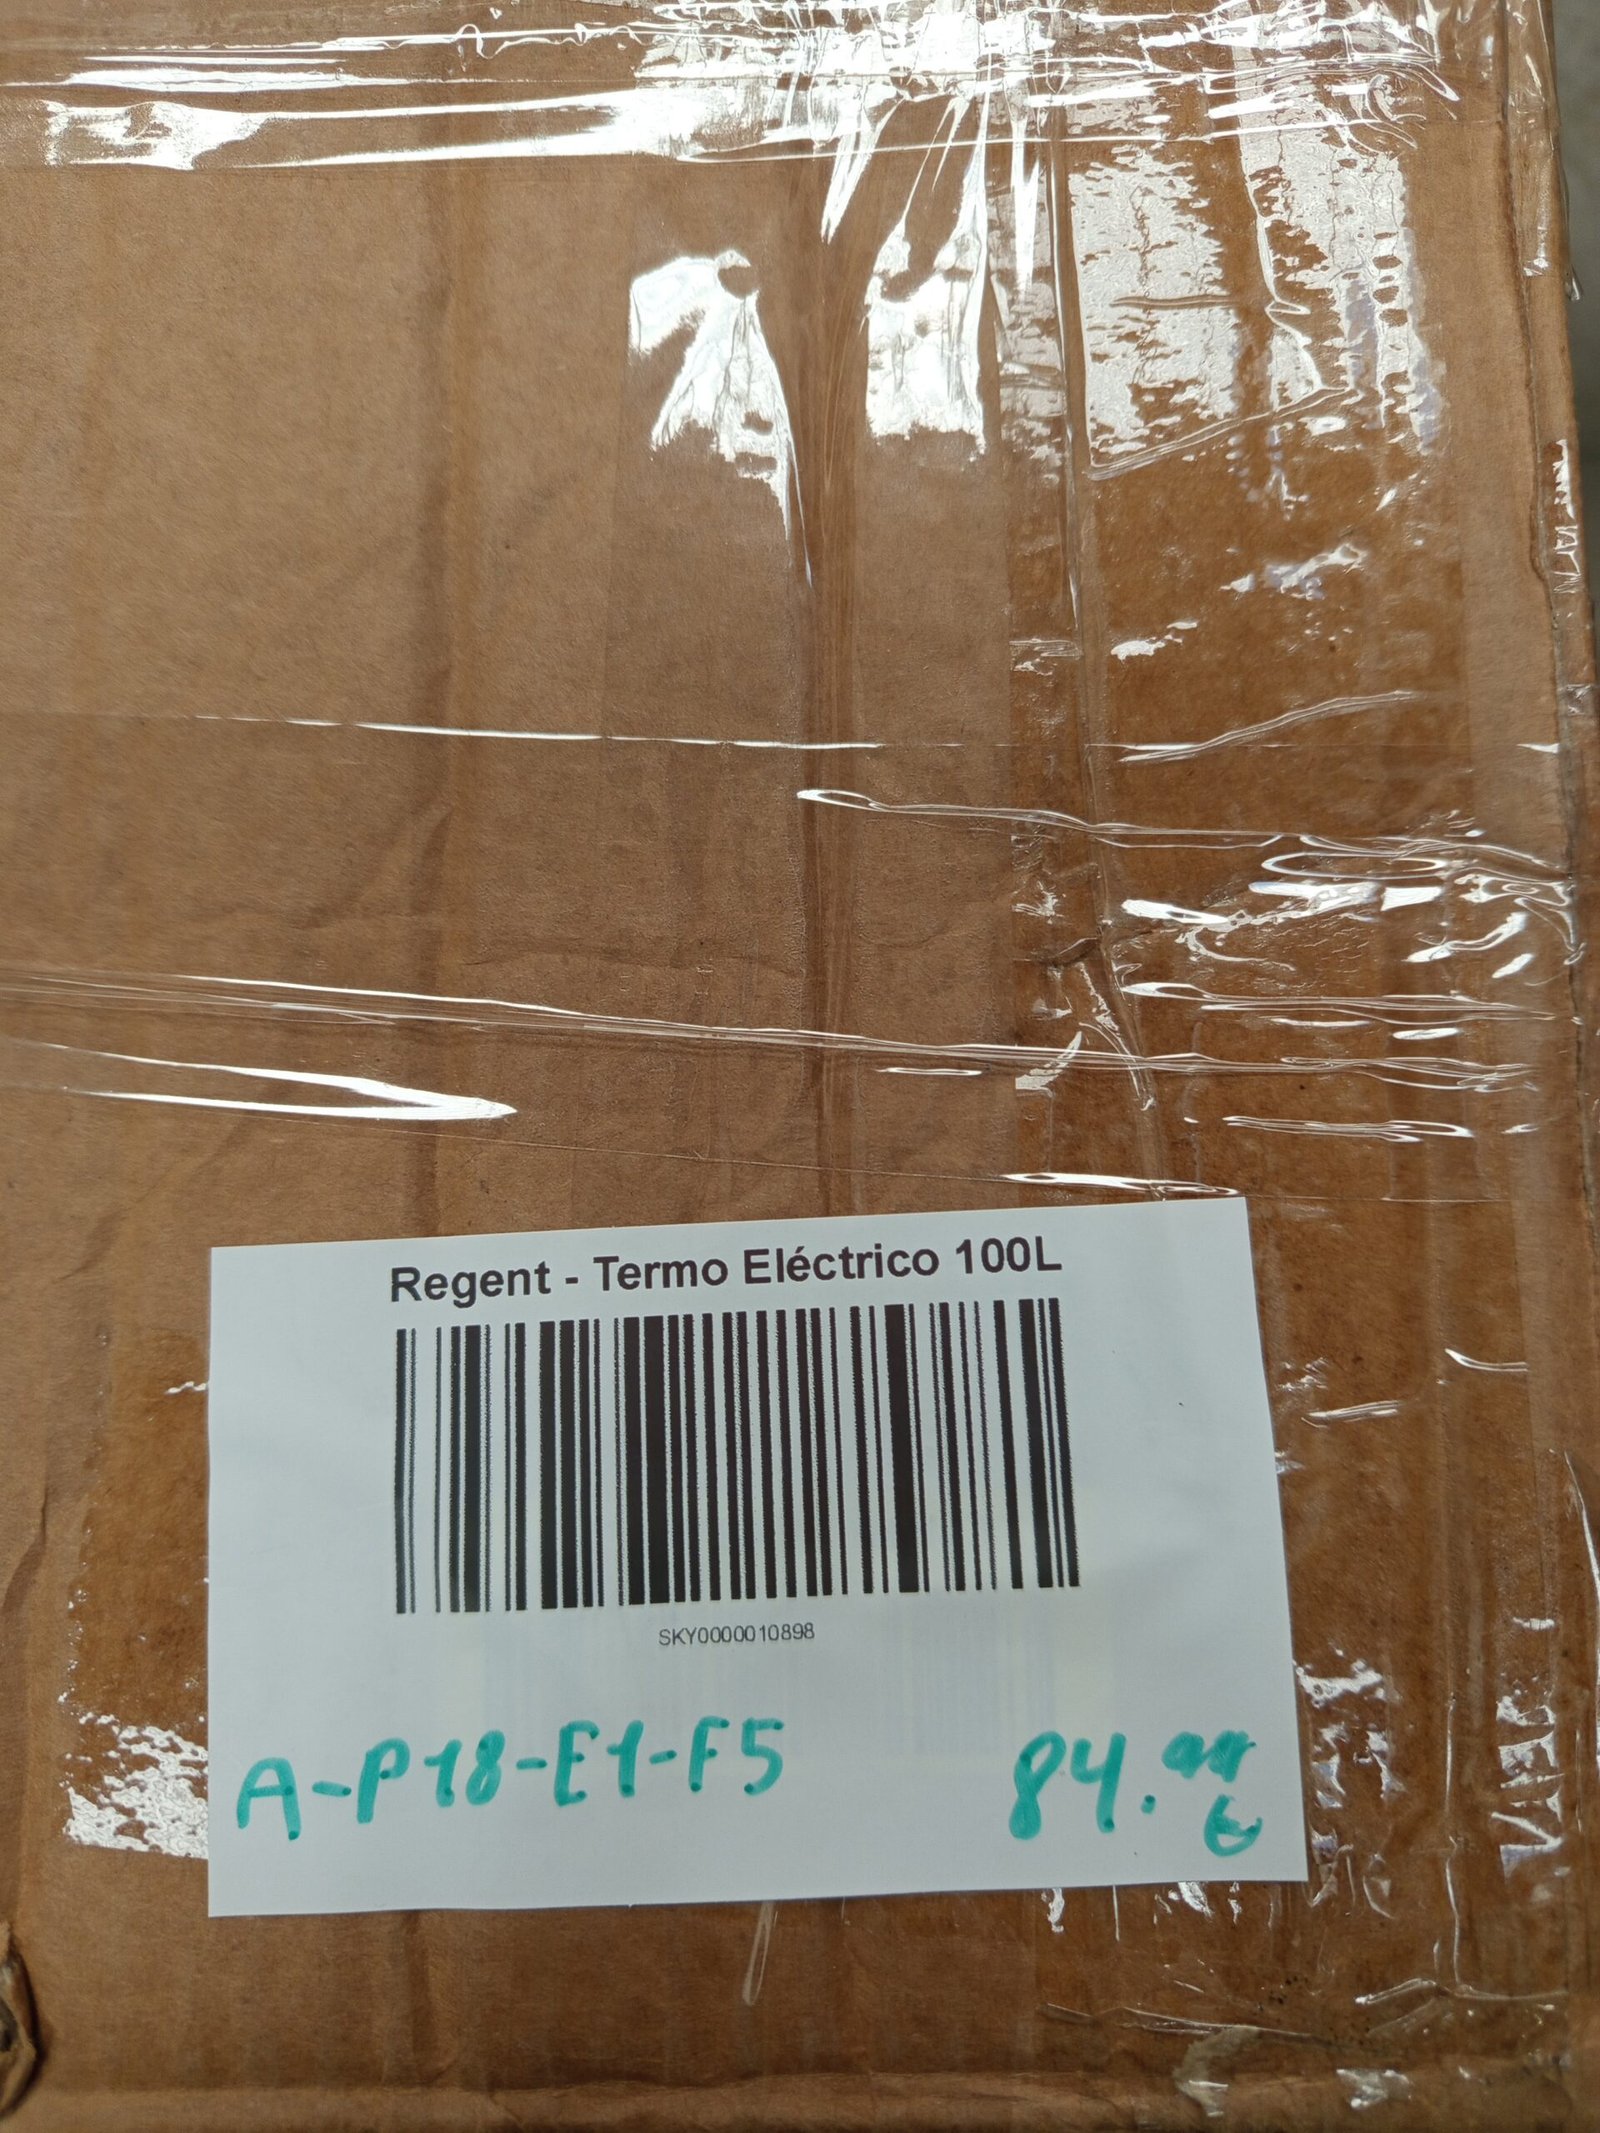 Regent - Termo Eléctrico 100L
SKY0000010898
A-P18-E1-F5 84.99 €